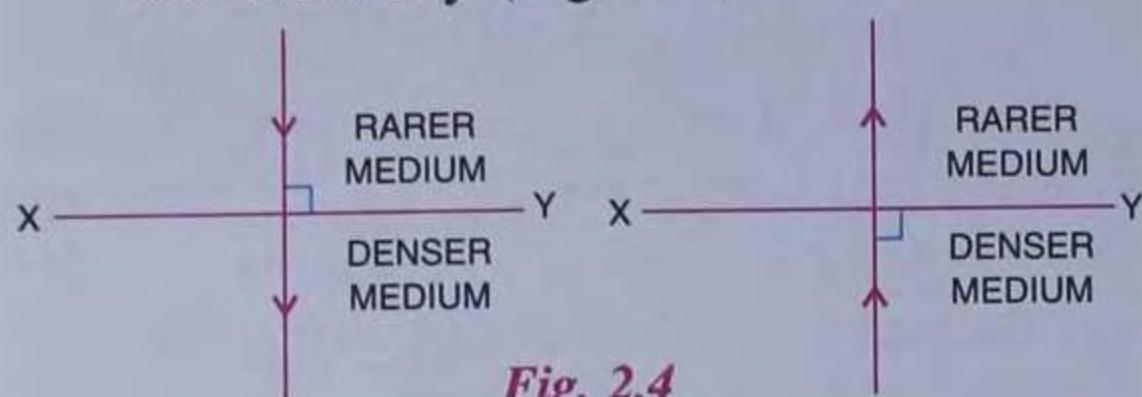 RARER
MEDIUM
X
Y
DENSER
MEDIUM
RARER
MEDIUM
X
Y
DENSER
MEDIUM
Fig. 2.4